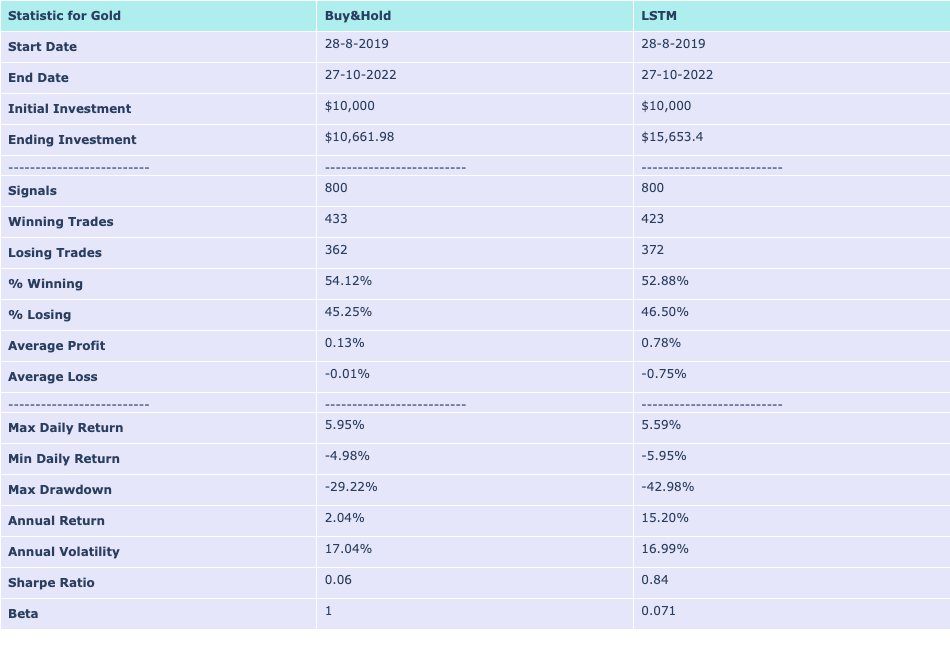 Statistic for Gold Buy&Hold LSTM
Start Date 28-8-2019 28-8-2019
End Date 27-10-2022 27-10-2022
Initial Investment $10,000 $10,000
Ending Investment $10,661.98 $15,653.4
-------------------------- -------------------------- --------------------------
Signals 800 800
Winning Trades 433 423
Losing Trades 362 372
% Winning 54.12% 52.88%
% Losing 45.25% 46.50%
Average Profit 0.13% 0.78%
Average Loss -0.01% -0.75%
-------------------------- -------------------------- --------------------------
Max Daily Return 5.95% 5.59%
Min Daily Return -4.98% -5.95%
Max Drawdown -29.22% -42.98%
Annual Return 2.04% 15.20%
Annual Volatility 17.04% 16.99%
Sharpe Ratio 0.06 0.84
Beta 1 0.071